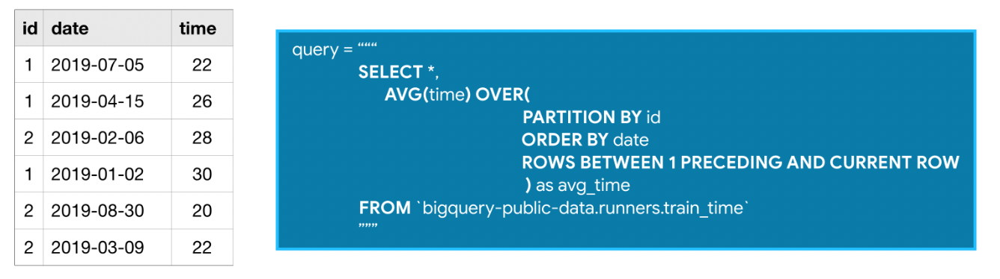 id date time
1 2019-07-05 22
1 2019-04-15 26
2 2019-02-06 28
1 2019-01-02 30
2 2019-08-30 20
2 2019-03-09 22
query = “““
SELECT *,
AVG(time) OVER(
PARTITION BY id
ORDER BY date
ROWS BETWEEN 1 PRECEDING AND CURRENT ROW
) as avg_time
FROM `bigquery-public-data.runners.train_time`
”””